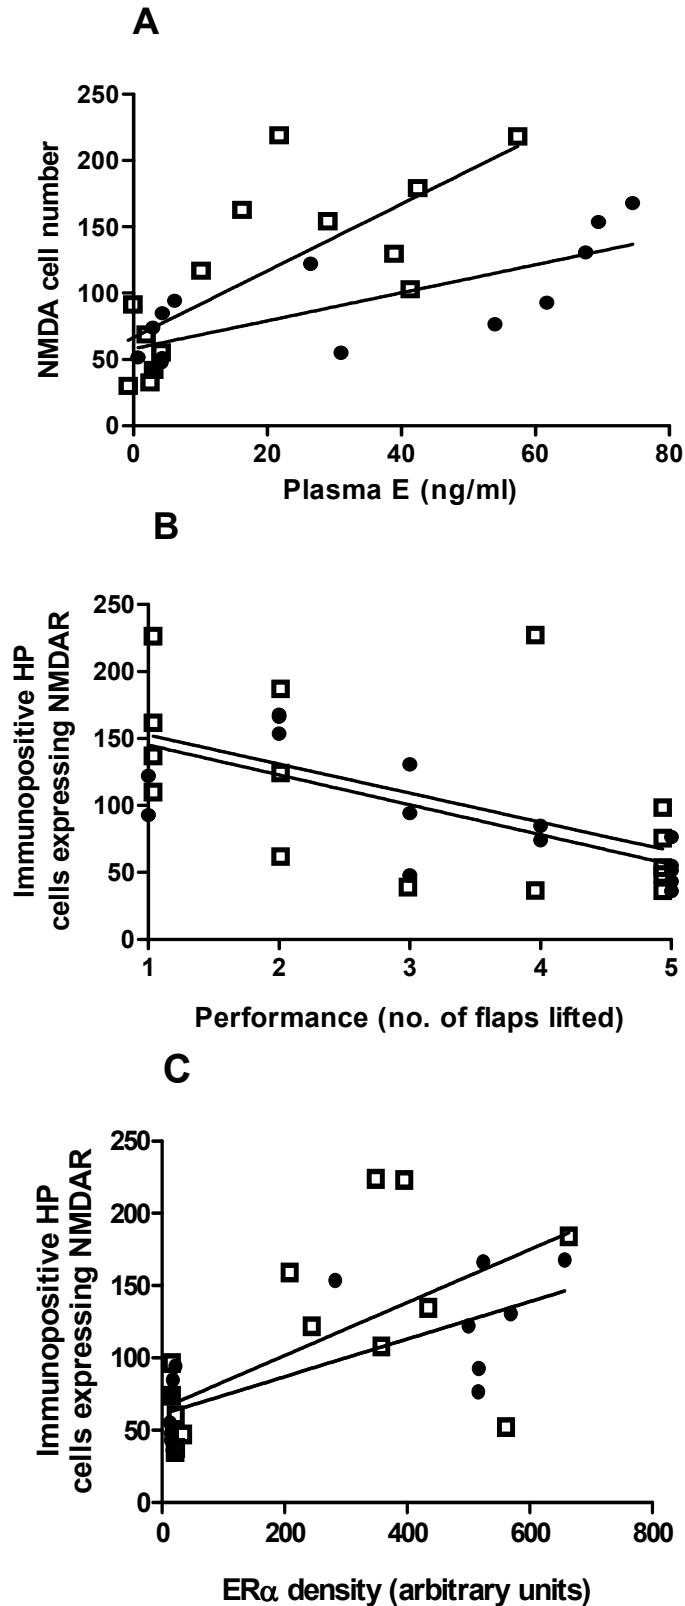 A
250
200
150
100
50
0
NMDA cell number
0 20 40 60 80
Plasma E (ng/ml)
B
250
200
150
100
50
0
Immunopositive HP
cells expressing NMDAR
1 2 3 4 5
Performance (no. of flaps lifted)
C
250
200
150
100
50
0
Immunopositive HP
cells expressing NMDAR
0 200 400 600 800
ERα density (arbitrary units)